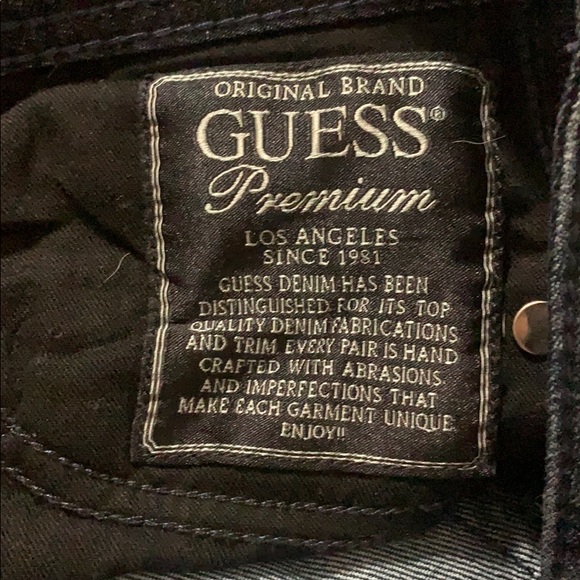 ORIGINAL BRAND
GUESS®
Premium
LOS ANGELES
SINCE 1981
GUESS DENIM HAS BEEN
DISTINGUISHED FOR ITS TOP
QUALITY DENIM FABRICATIONS
AND TRIM. EVERY PAIR IS HAND
CRAFTED WITH ABRASIONS
AND IMPERFECTIONS THAT
MAKE EACH GARMENT UNIQUE.
ENJOY!!